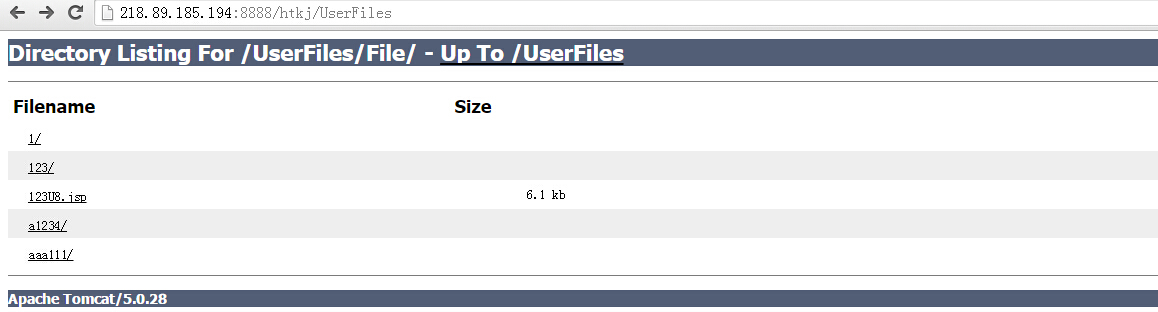 218.89.185.194:8888/htkj/UserFiles
Directory Listing For /UserFiles/File/ - Up To /UserFiles
Filename Size
1/
123/
123U8.jsp 6.1 kb
a1234/
aaa111/
Apache Tomcat/5.0.28